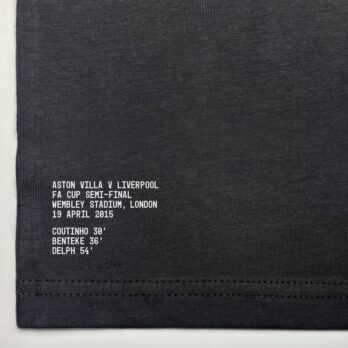 ASTON VILLA V LIVERPOOL
FA CUP SEMI-FINAL
WEMBLEY STADIUM, LONDON
19 APRIL 2015
COUTINHO 30'
BENTEKE 36'
DELPH 54'